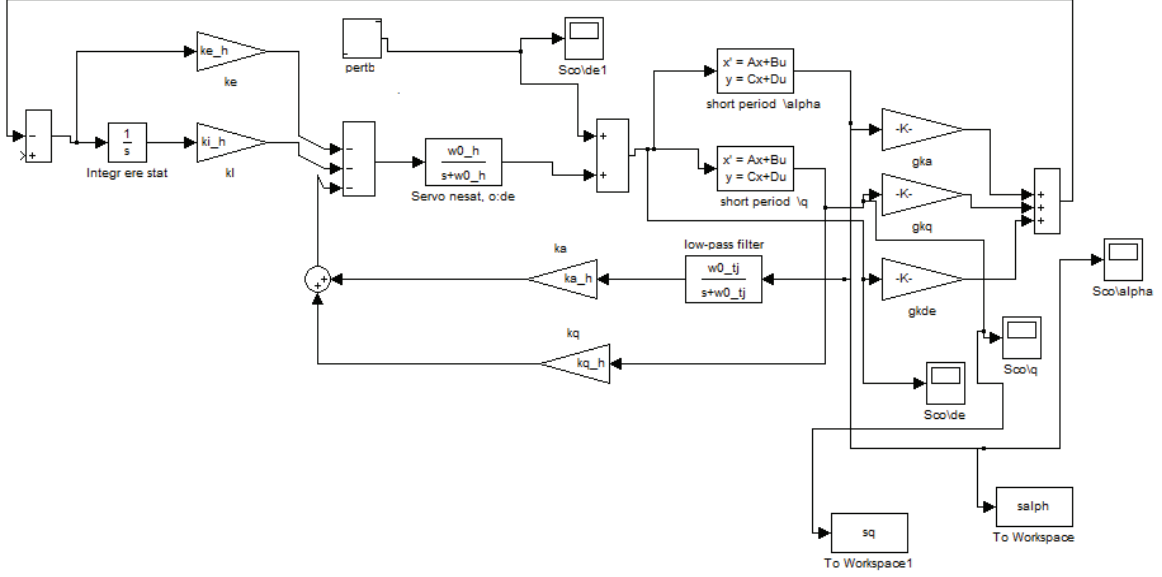 ke_h
ke
pertb
Sco\de1
x' = Ax+Bu
y = Cx+Du
short period \alpha
−
+
1
s
Integr ere stat
ki_h
kI
−
−
−
w0_h
s+w0_h
Servo nesat, o:de
+
+
x' = Ax+Bu
y = Cx+Du
short period \q
-K-
gka
-K-
gkq
+
+
+
-K-
gkde
low-pass filter
w0_tj
s+w0_tj
ka
ka_h
+
+
kq
kq_h
Sco\alpha
Sco\q
Sco\de
salph
To Workspace
sq
To Workspace1